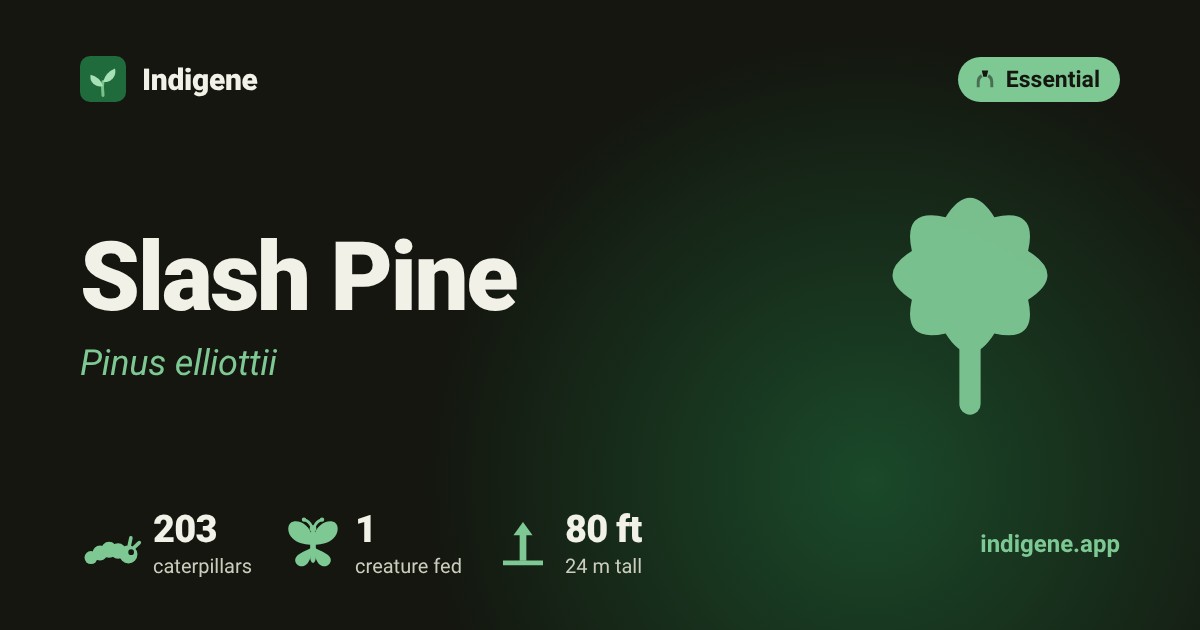 Indigene
Essential
Slash Pine
Pinus elliottii
203
caterpillars
1
creature fed
80 ft
24 m tall
indigene.app